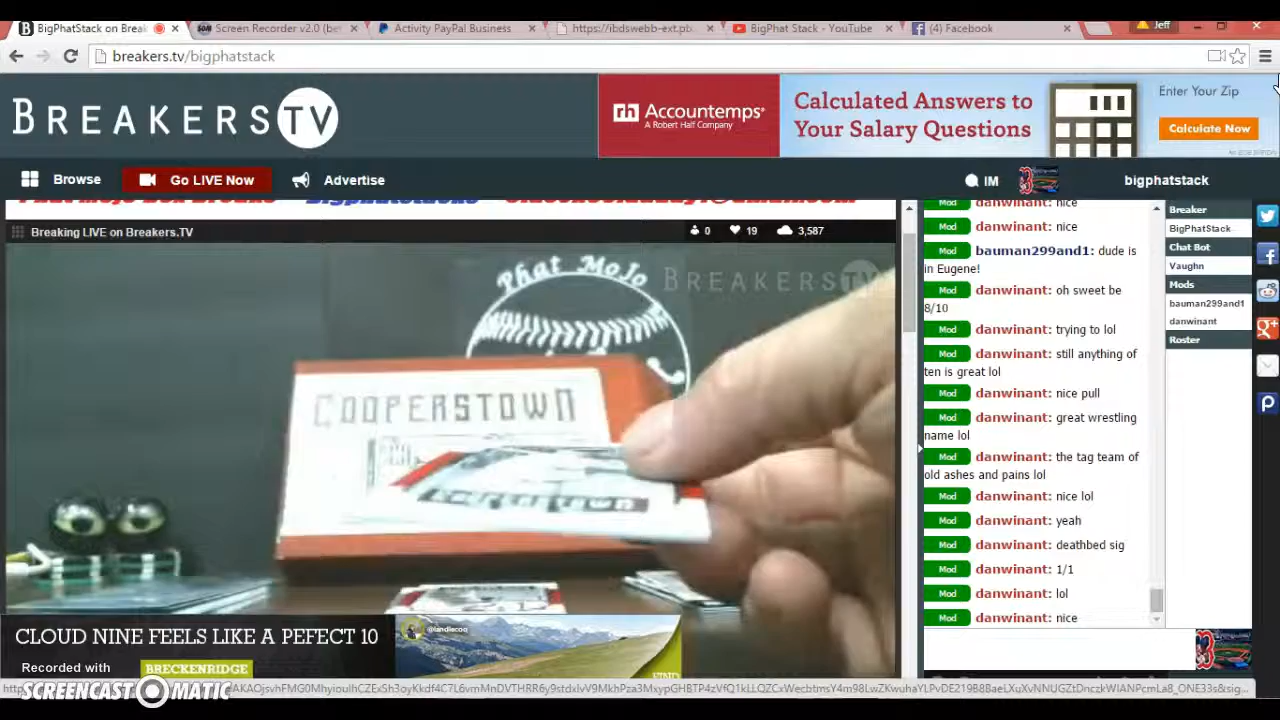 BigPhatStack on Break
Screen Recorder v2.0 (be
Activity PayPal Business
https://ibdswebb-ext.pb
BigPhat Stack - YouTube
(4) Facebook
Jeff
breakers.tv/bigphatstack
BREAKERSTV
rh Accountemps
A Robert Half Company
Calculated Answers to
Your Salary Questions
Enter Your Zip
Calculate Now
Browse
Go LIVE Now
Advertise
IM
bigphatstack
Breaking LIVE on Breakers.TV
0
19
3,587
Phat Mojo
BREAKERSTV
COOPERSTOWN
COOPERSTOWN
CLOUD NINE FEELS LIKE A PEFECT 10
BRECKENRIDGE
@landlecoq
FIND
Recorded with
SCREENCAST MATIC
Mod danwinant: nice
Mod danwinant: nice
Mod bauman299and1: dude is
in Eugene!
Mod danwinant: oh sweet be
8/10
Mod danwinant: trying to lol
Mod danwinant: still anything of
ten is great lol
Mod danwinant: nice pull
Mod danwinant: great wrestling
name lol
Mod danwinant: the tag team of
old ashes and pains lol
Mod danwinant: nice lol
Mod danwinant: yeah
Mod danwinant: deathbed sig
Mod danwinant: 1/1
Mod danwinant: lol
Mod danwinant: nice
Breaker
BigPhatStack
Chat Bot
Vaughn
Mods
bauman299and1
danwinant
Roster